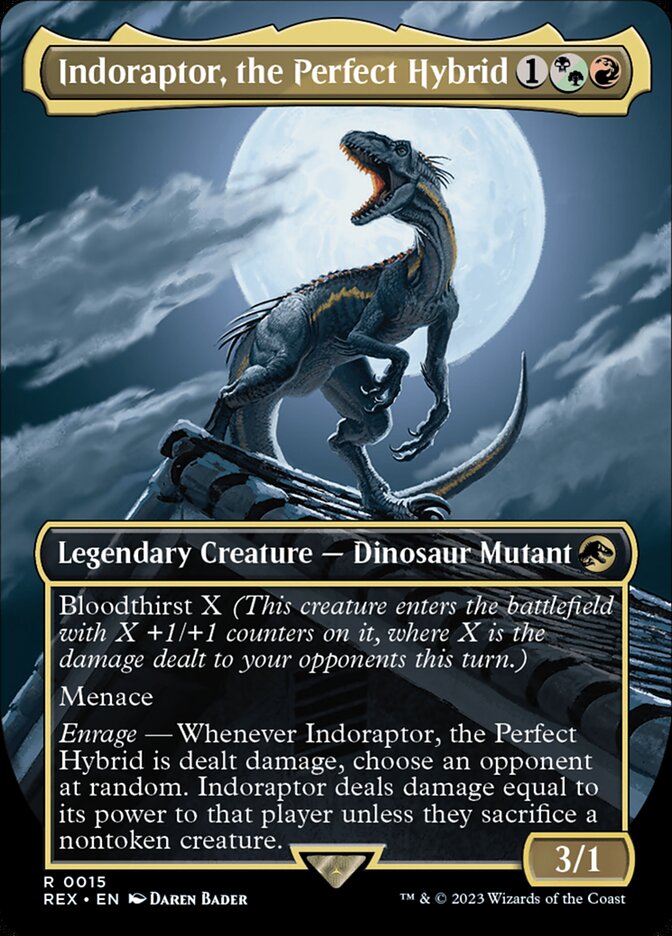 Indoraptor, the Perfect Hybrid 1
Legendary Creature — Dinosaur Mutant
Bloodthirst X (This creature enters the battlefield
with X +1/+1 counters on it, where X is the
damage dealt to your opponents this turn.)
Menace
Enrage — Whenever Indoraptor, the Perfect
Hybrid is dealt damage, choose an opponent
at random. Indoraptor deals damage equal to
its power to that player unless they sacrifice a
nontoken creature.
3/1
R 0015
REX • EN DAREN BADER
™ & © 2023 Wizards of the Coast